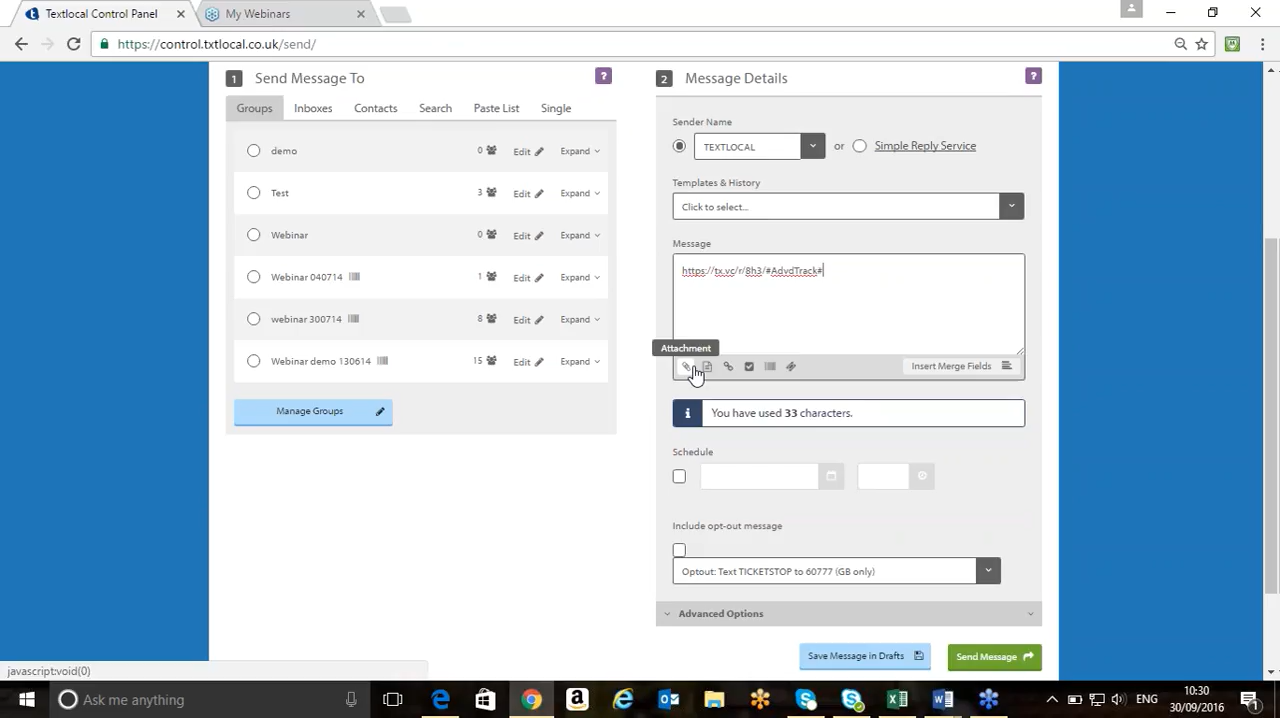 Textlocal Control Panel
My Webinars
https://control.txtlocal.co.uk/send/
1 Send Message To ?
Groups Inboxes Contacts Search Paste List Single
demo 0 Edit Expand
Test 3 Edit Expand
Webinar 0 Edit Expand
Webinar 040714 1 Edit Expand
webinar 300714 8 Edit Expand
Webinar demo 130614 15 Edit Expand
Manage Groups
2 Message Details ?
Sender Name
TEXTLOCAL or Simple Reply Service
Templates & History
Click to select...
Message
https://tx.vc/r/8h3/#AdvdTrack#
Attachment
Insert Merge Fields
You have used 33 characters.
Schedule
Include opt-out message
Optout: Text TICKETSTOP to 60777 (GB only)
Advanced Options
Save Message in Drafts
Send Message
javascript:void(0)
Ask me anything
ENG
10:30
30/09/2016
1